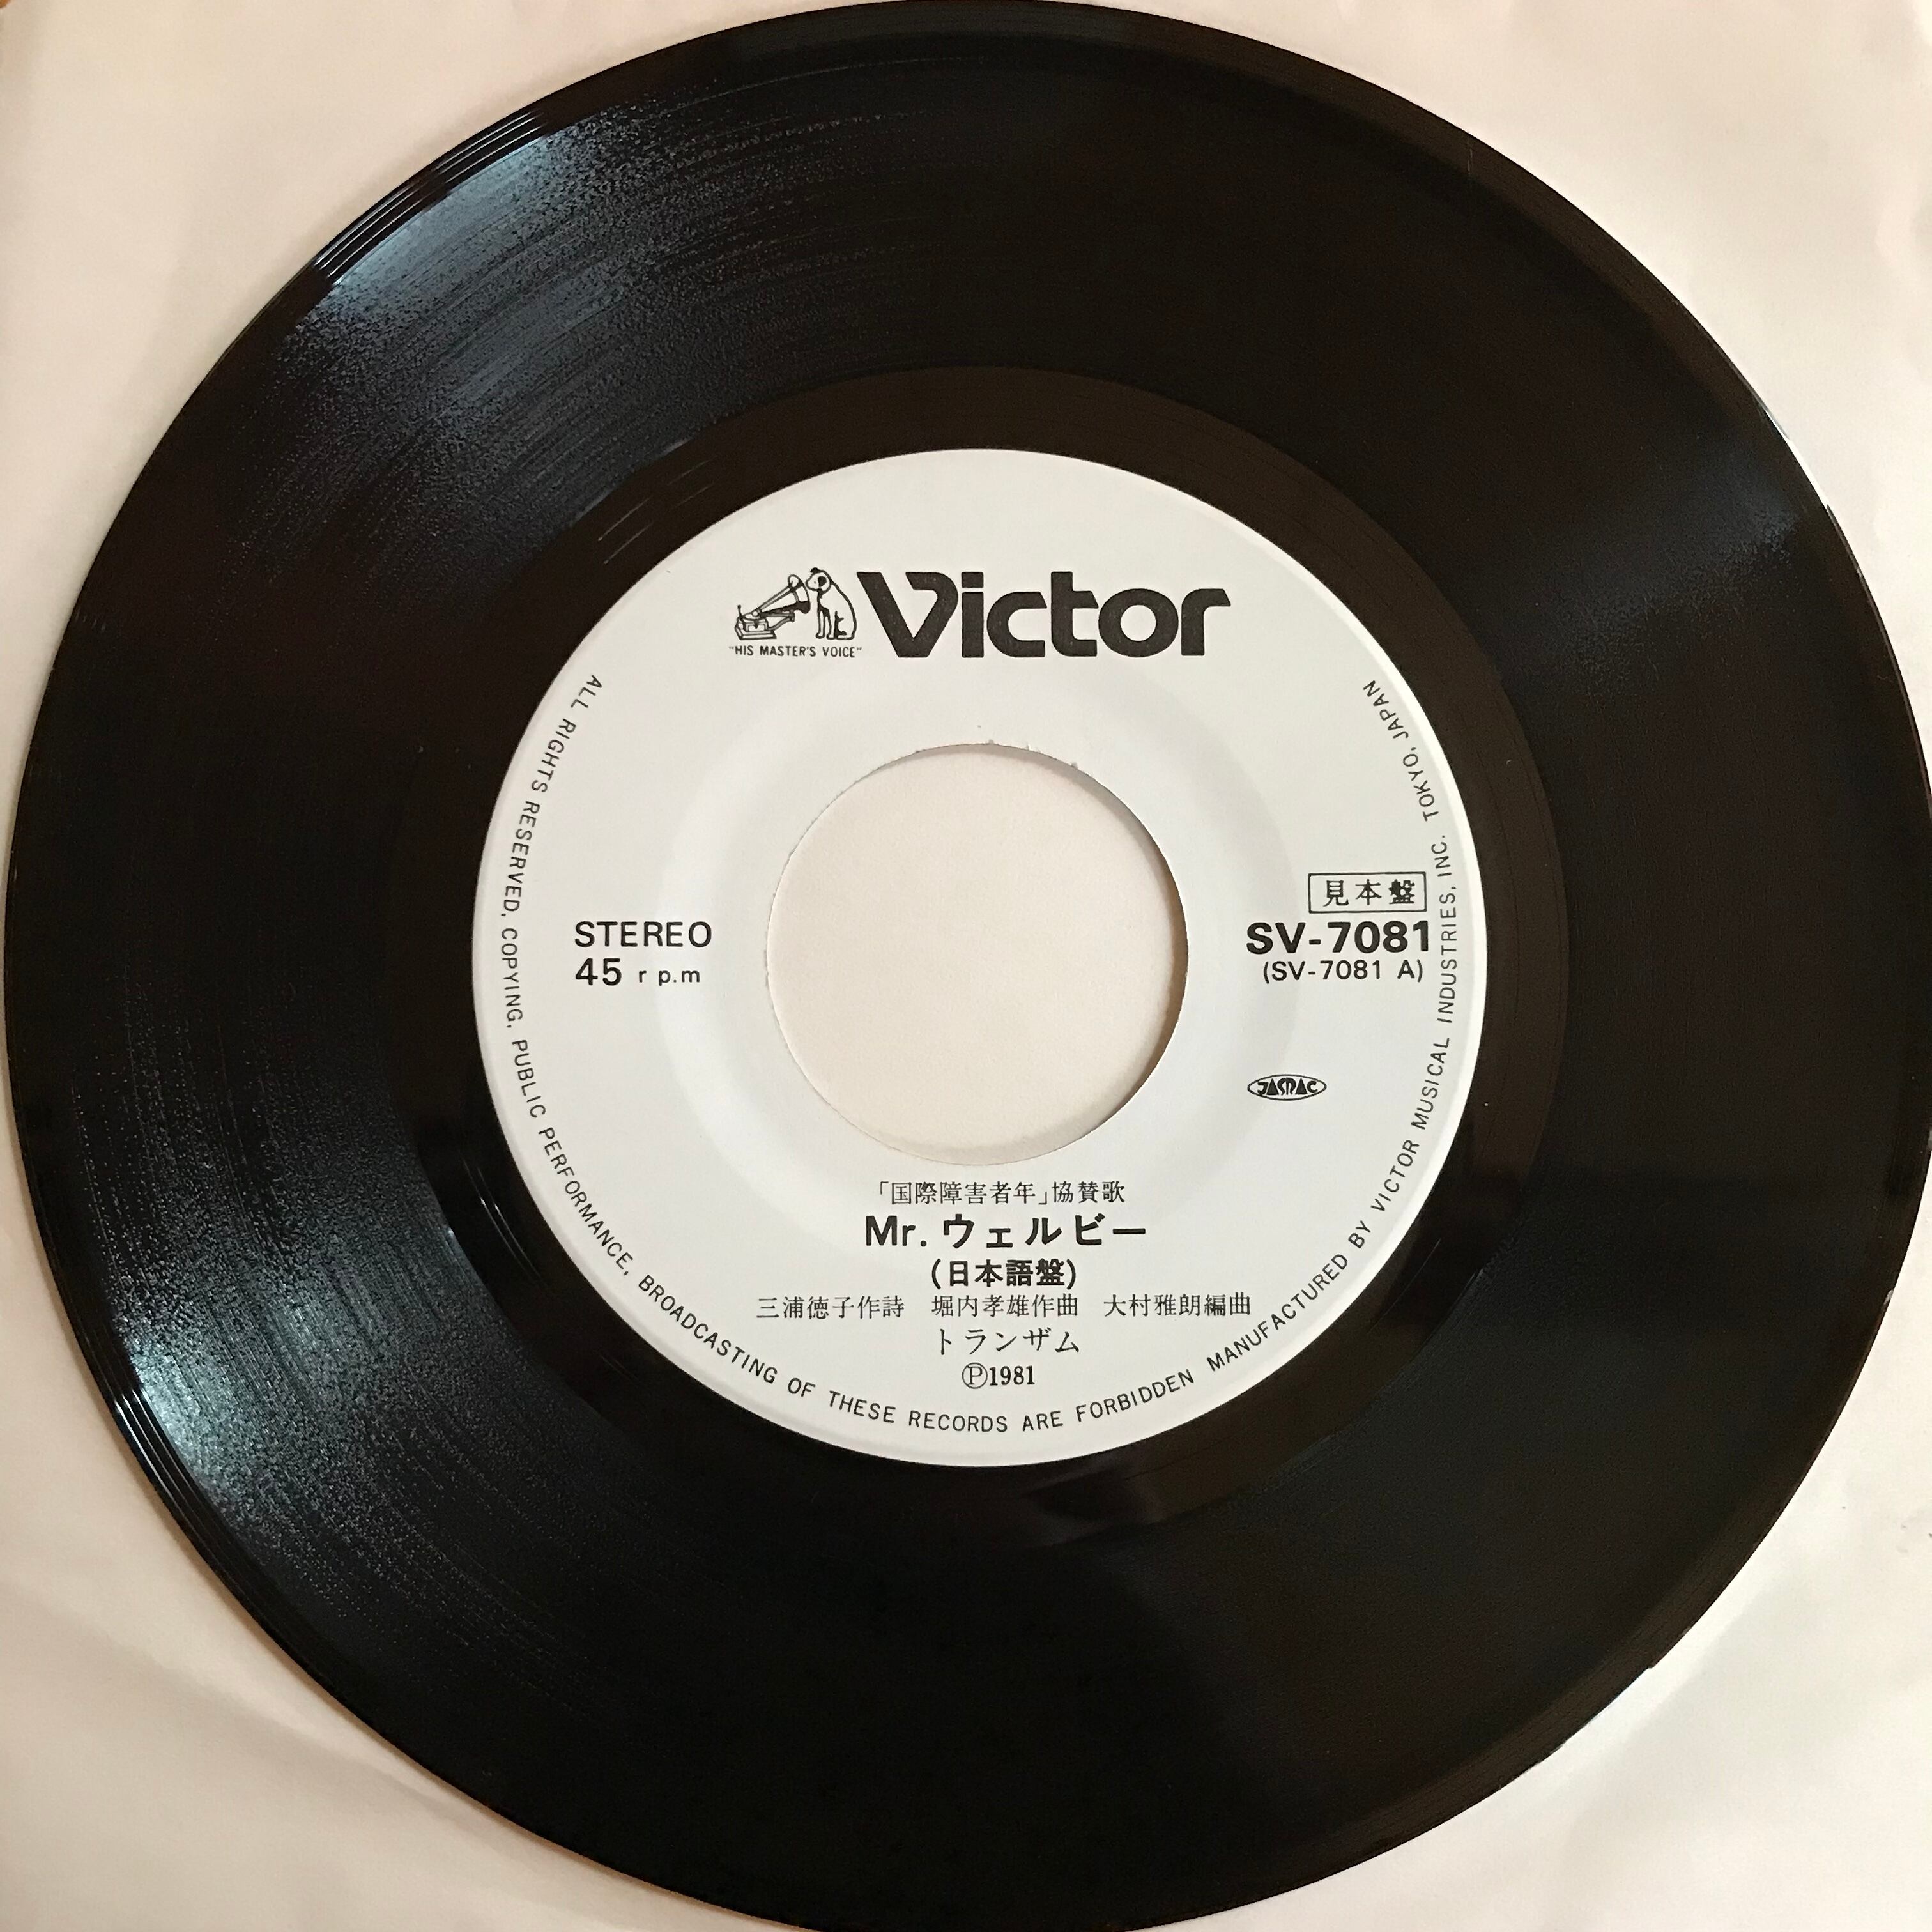 Victor
"HIS MASTER'S VOICE"
STEREO
45 r p.m
見本盤
SV-7081
(SV-7081 A)
JASRAC
「国際障害者年」協賛歌
Mr. ウェルビー
(日本語盤)
三浦徳子作詩 堀内孝雄作曲 大村雅朗編曲
トランザム
Ⓟ1981
ALL RIGHTS RESERVED, COPYING, PUBLIC PERFORMANCE, BROADCASTING OF THESE RECORDS ARE FORBIDDEN MANUFACTURED BY VICTOR MUSICAL INDUSTRIES, INC. TOKYO, JAPAN